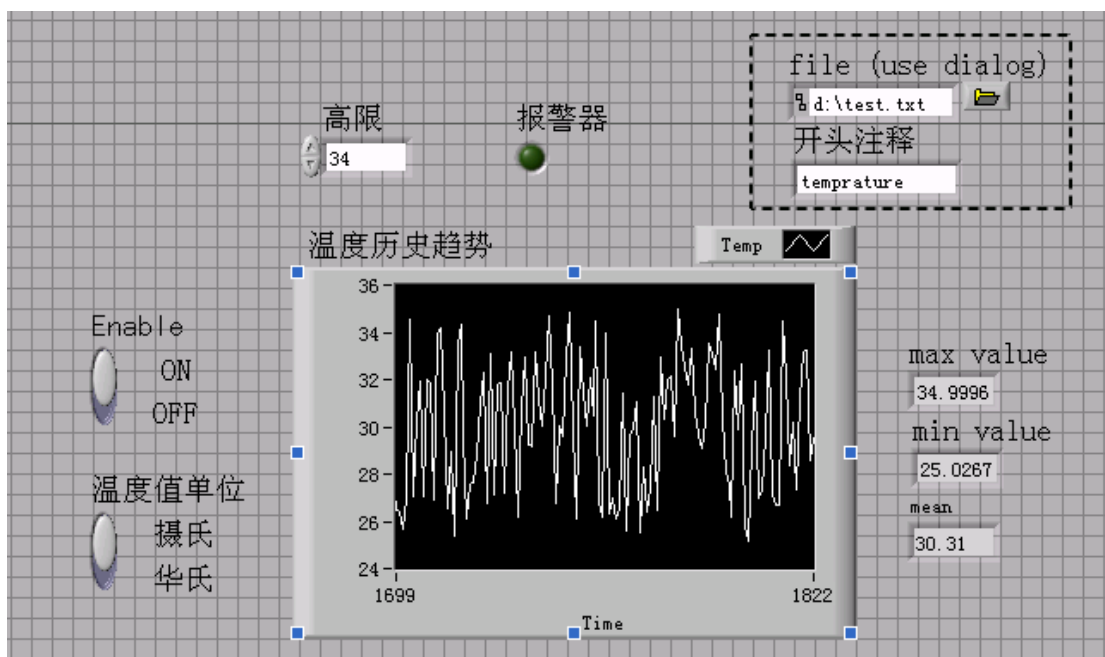 file (use dialog)
d:\test.txt
开头注释
temprature
高限
34
报警器
温度历史趋势
Temp
36
34
32
30
28
26
24
1699
1822
Time
Enable
ON
OFF
温度值单位
摄氏
华氏
max value
34.9996
min value
25.0267
mean
30.31